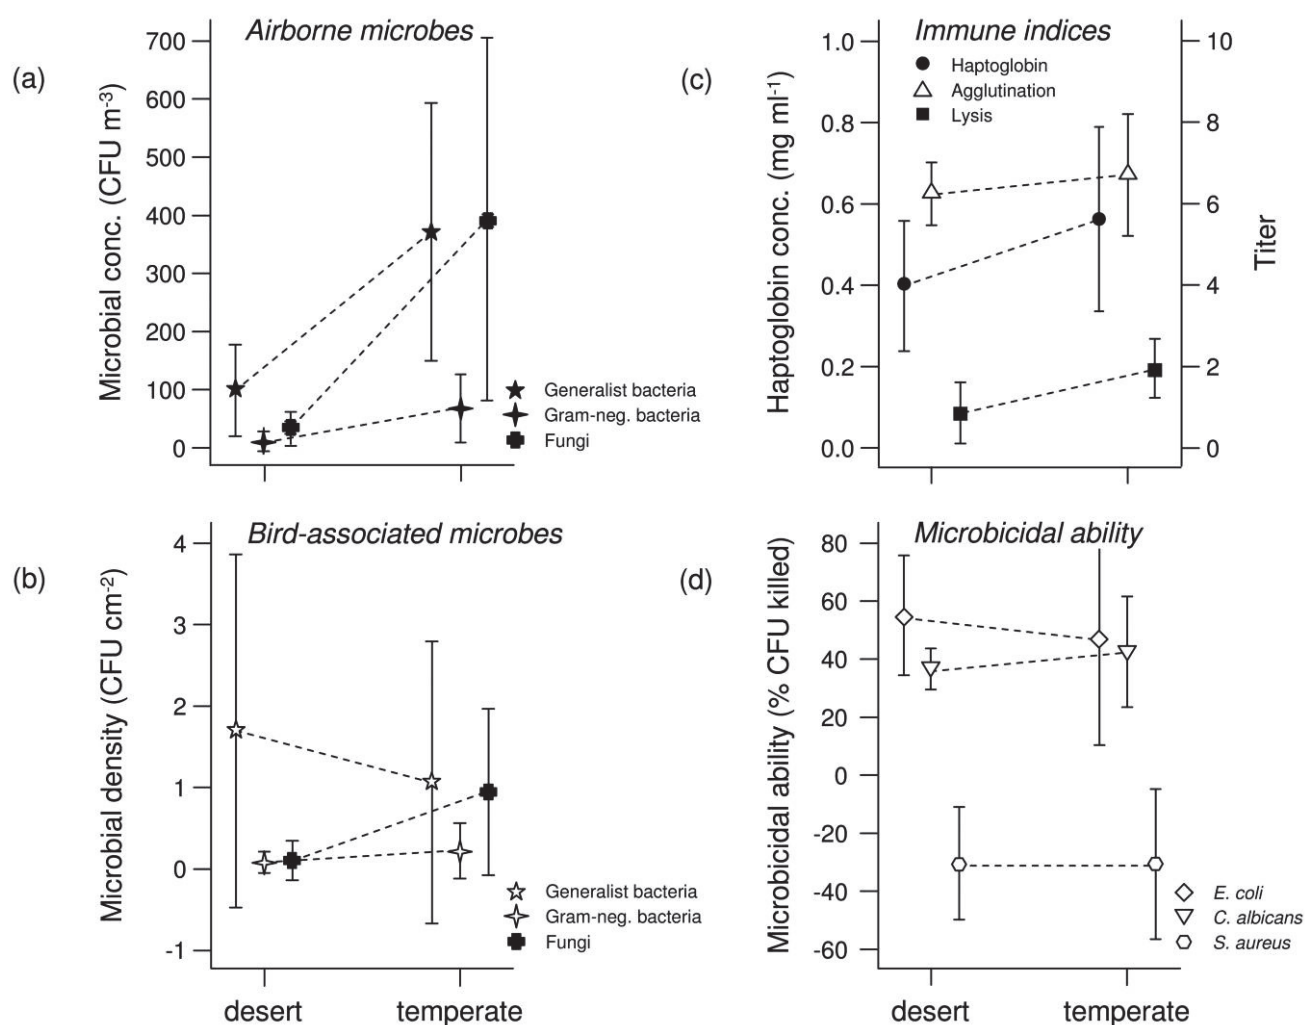 (a)
Airborne microbes
Microbial conc. (CFU m-3)
700
600
500
400
300
200
100
0
Generalist bacteria
Gram-neg. bacteria
Fungi
(c)
Immune indices
Haptoglobin conc. (mg ml-1)
1.0
0.8
0.6
0.4
0.2
0.0
Haptoglobin
Agglutination
Lysis
10
8
6
4
2
0
Titer
(b)
Bird-associated microbes
Microbial density (CFU cm-2)
4
3
2
1
0
-1
Generalist bacteria
Gram-neg. bacteria
Fungi
desert temperate
(d)
Microbicidal ability
Microbicidal ability (% CFU killed)
80
60
40
20
0
-20
-40
-60
E. coli
C. albicans
S. aureus
desert temperate